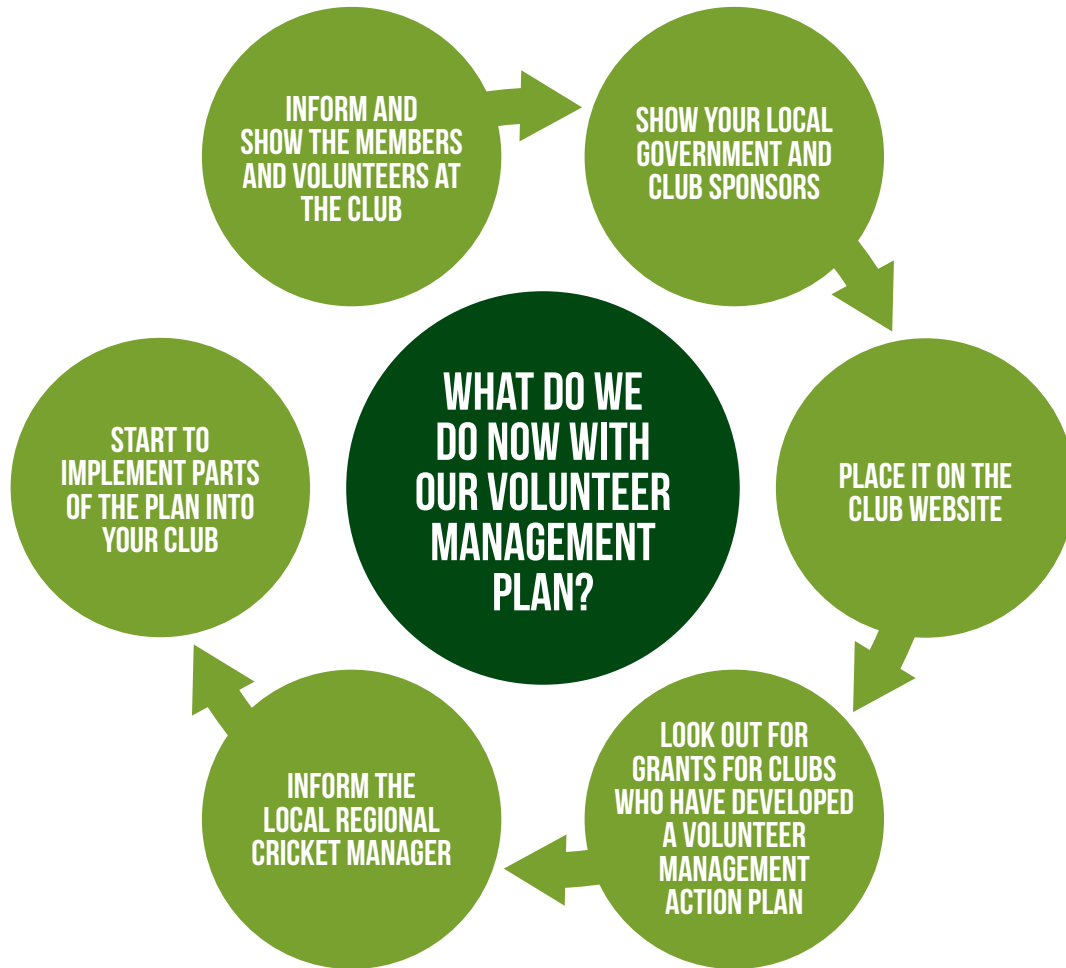 INFORM AND
SHOW THE MEMBERS
AND VOLUNTEERS AT
THE CLUB
SHOW YOUR LOCAL
GOVERNMENT AND
CLUB SPONSORS
PLACE IT ON THE
CLUB WEBSITE
LOOK OUT FOR
GRANTS FOR CLUBS
WHO HAVE DEVELOPED
A VOLUNTEER
MANAGEMENT
ACTION PLAN
INFORM THE
LOCAL REGIONAL
CRICKET MANAGER
START TO
IMPLEMENT PARTS
OF THE PLAN INTO
YOUR CLUB
WHAT DO WE
DO NOW WITH
OUR VOLUNTEER
MANAGEMENT
PLAN?